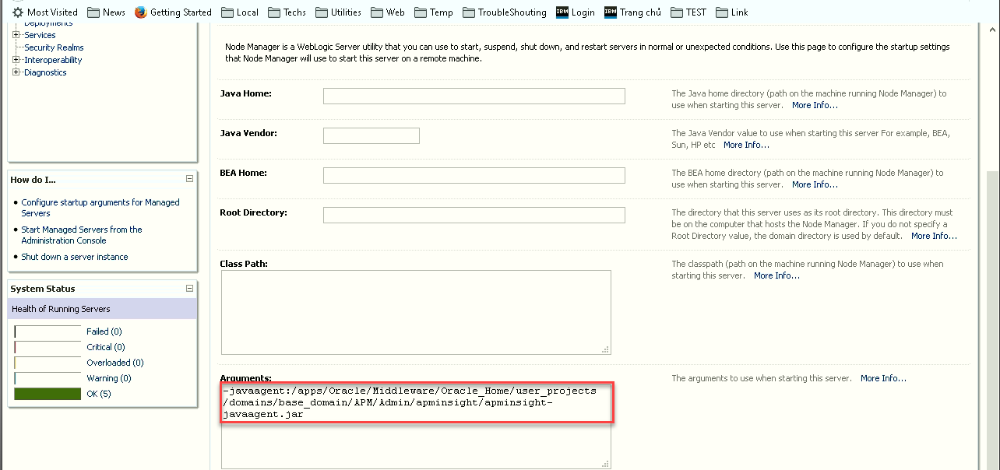 Most Visited News Getting Started Local Techs Utilities Web Temp TroubleShouting IBM Login IBM Trang chủ TEST Link
Deployments
Services
Security Realms
Interoperability
Diagnostics
How do I...
Configure startup arguments for Managed
Servers
Start Managed Servers from the
Administration Console
Shut down a server instance
System Status
Health of Running Servers
Failed (0)
Critical (0)
Overloaded (0)
Warning (0)
OK (5)
Node Manager is a WebLogic Server utility that you can use to start, suspend, shut down, and restart servers in normal or unexpected conditions. Use this page to configure the startup settings
that Node Manager will use to start this server on a remote machine.
Java Home:
The Java home directory (path on the machine running Node Manager) to
use when starting this server. More Info...
Java Vendor:
The Java Vendor value to use when starting this server For example, BEA,
Sun, HP etc More Info...
BEA Home:
The BEA home directory (path on the machine running Node Manager) to
use when starting this server. More Info...
Root Directory:
The directory that this server uses as its root directory. This directory must
be on the computer that hosts the Node Manager. If you do not specify a
Root Directory value, the domain directory is used by default. More Info...
Class Path:
The classpath (path on the machine running Node Manager) to use when
starting this server. More Info...
Arguments:
The arguments to use when starting this server. More Info...
-javaagent:/apps/Oracle/Middleware/Oracle_Home/user_projects
/domains/base_domain/APM/Admin/apminsight/apminsight-
javaagent.jar